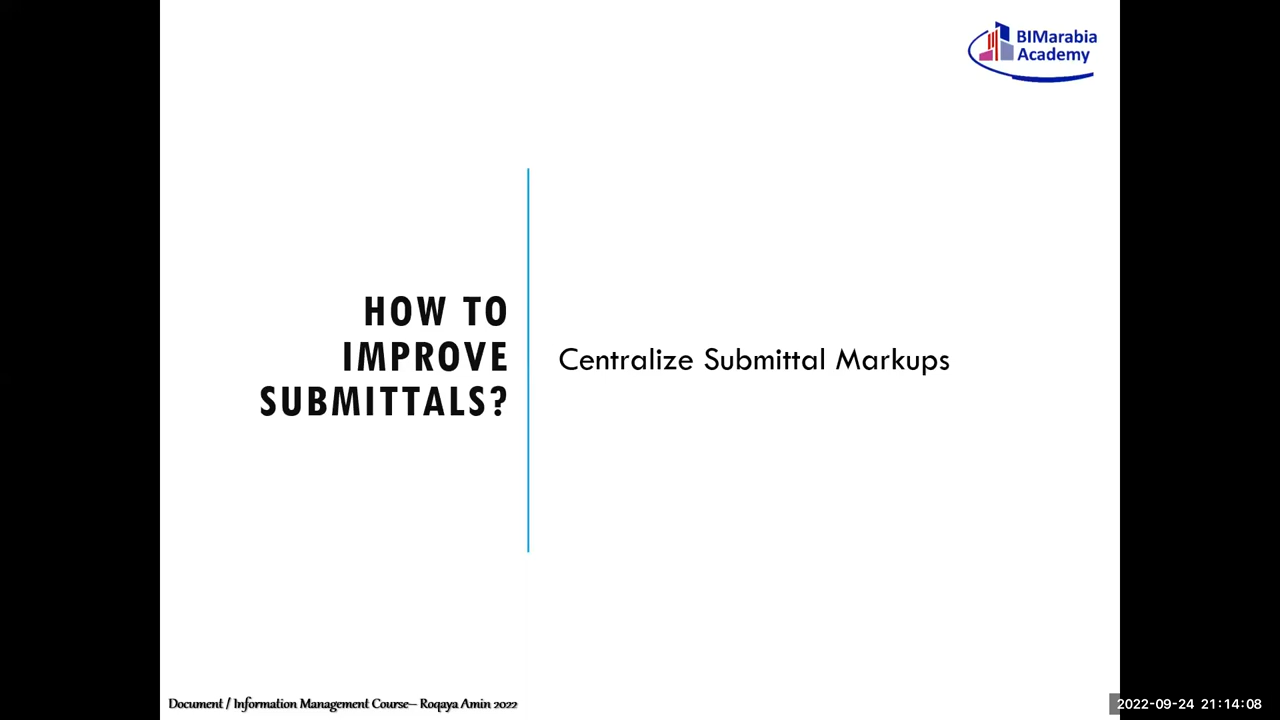 BIMarabia
Academy
HOW TO
IMPROVE
SUBMITTALS?
Centralize Submittal Markups
Document / Information Management Course– Roqaya Amin 2022
2022-09-24 21:14:08